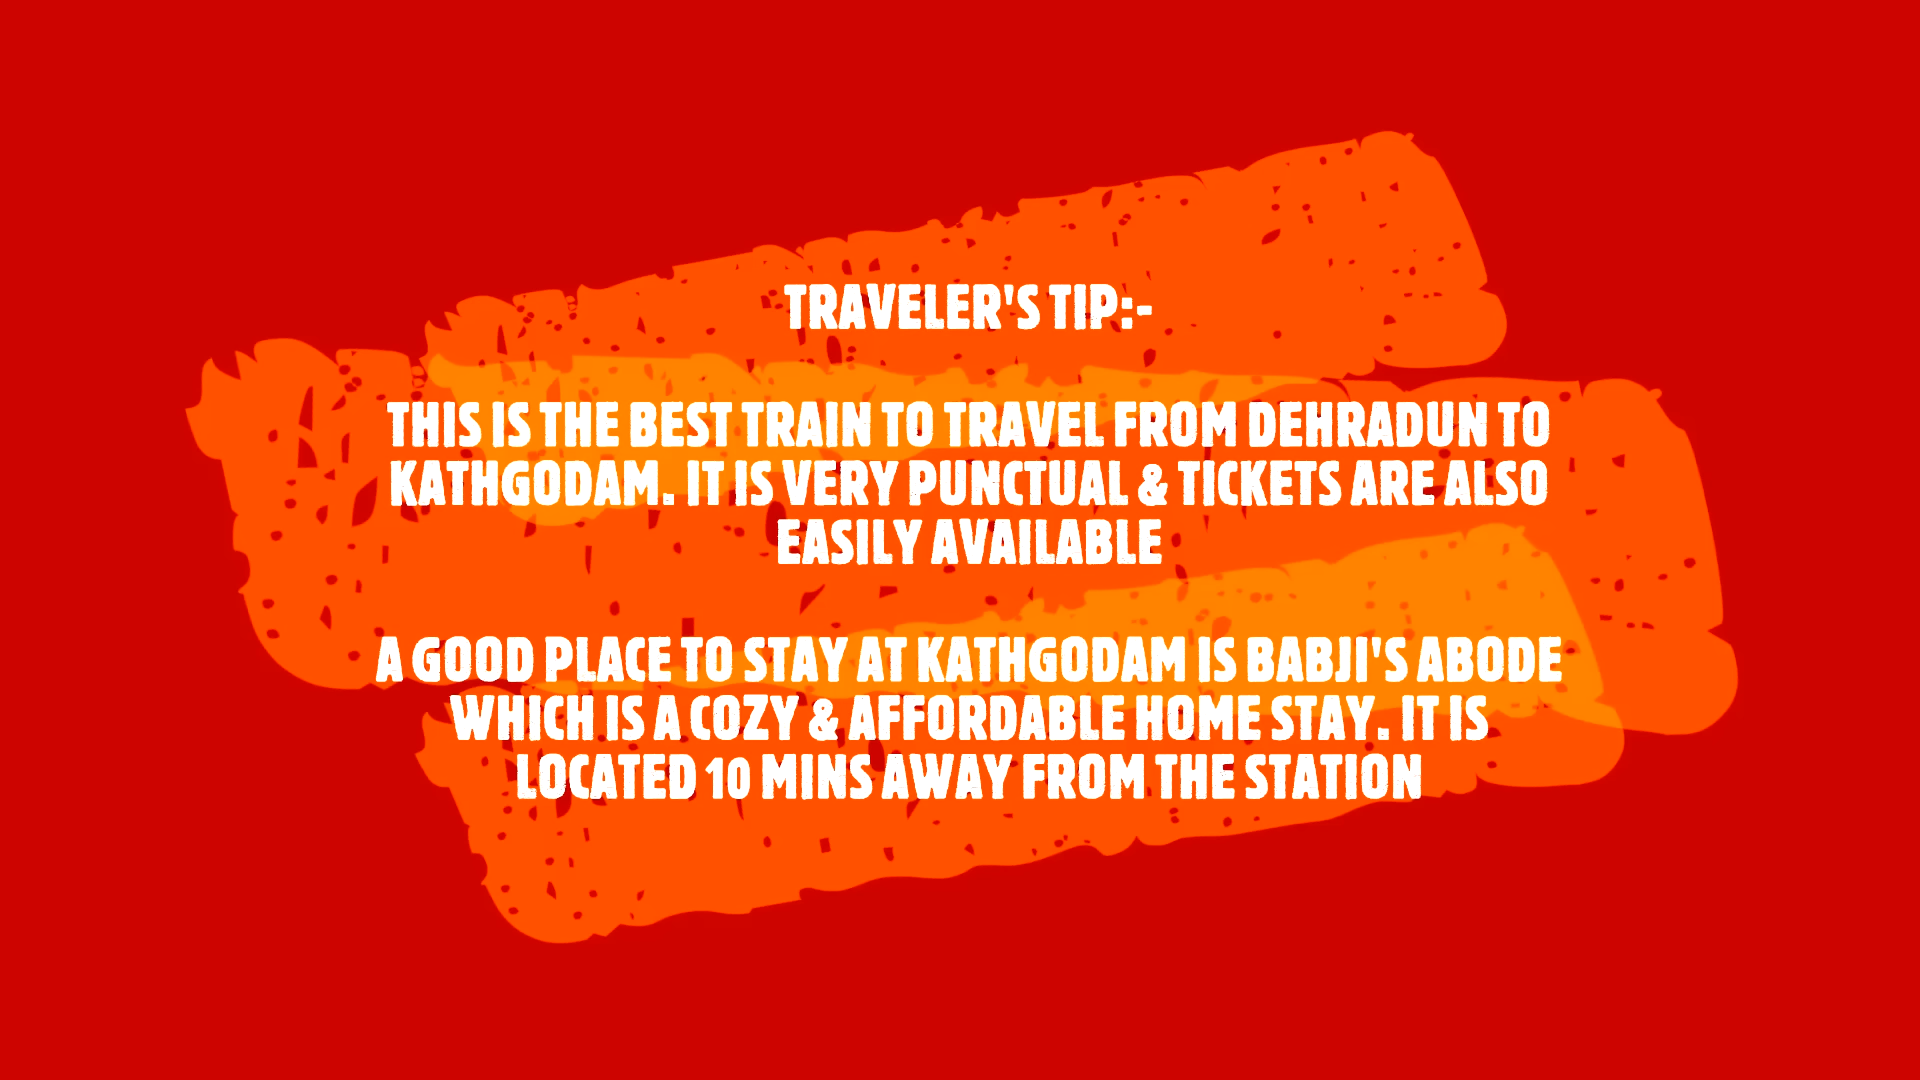 TRAVELER'S TIP:-
THIS IS THE BEST TRAIN TO TRAVEL FROM DEHRADUN TO
KATHGODAM. IT IS VERY PUNCTUAL & TICKETS ARE ALSO
EASILY AVAILABLE
A GOOD PLACE TO STAY AT KATHGODAM IS BABJI'S ABODE
WHICH IS A COZY & AFFORDABLE HOME STAY. IT IS
LOCATED 10 MINS AWAY FROM THE STATION